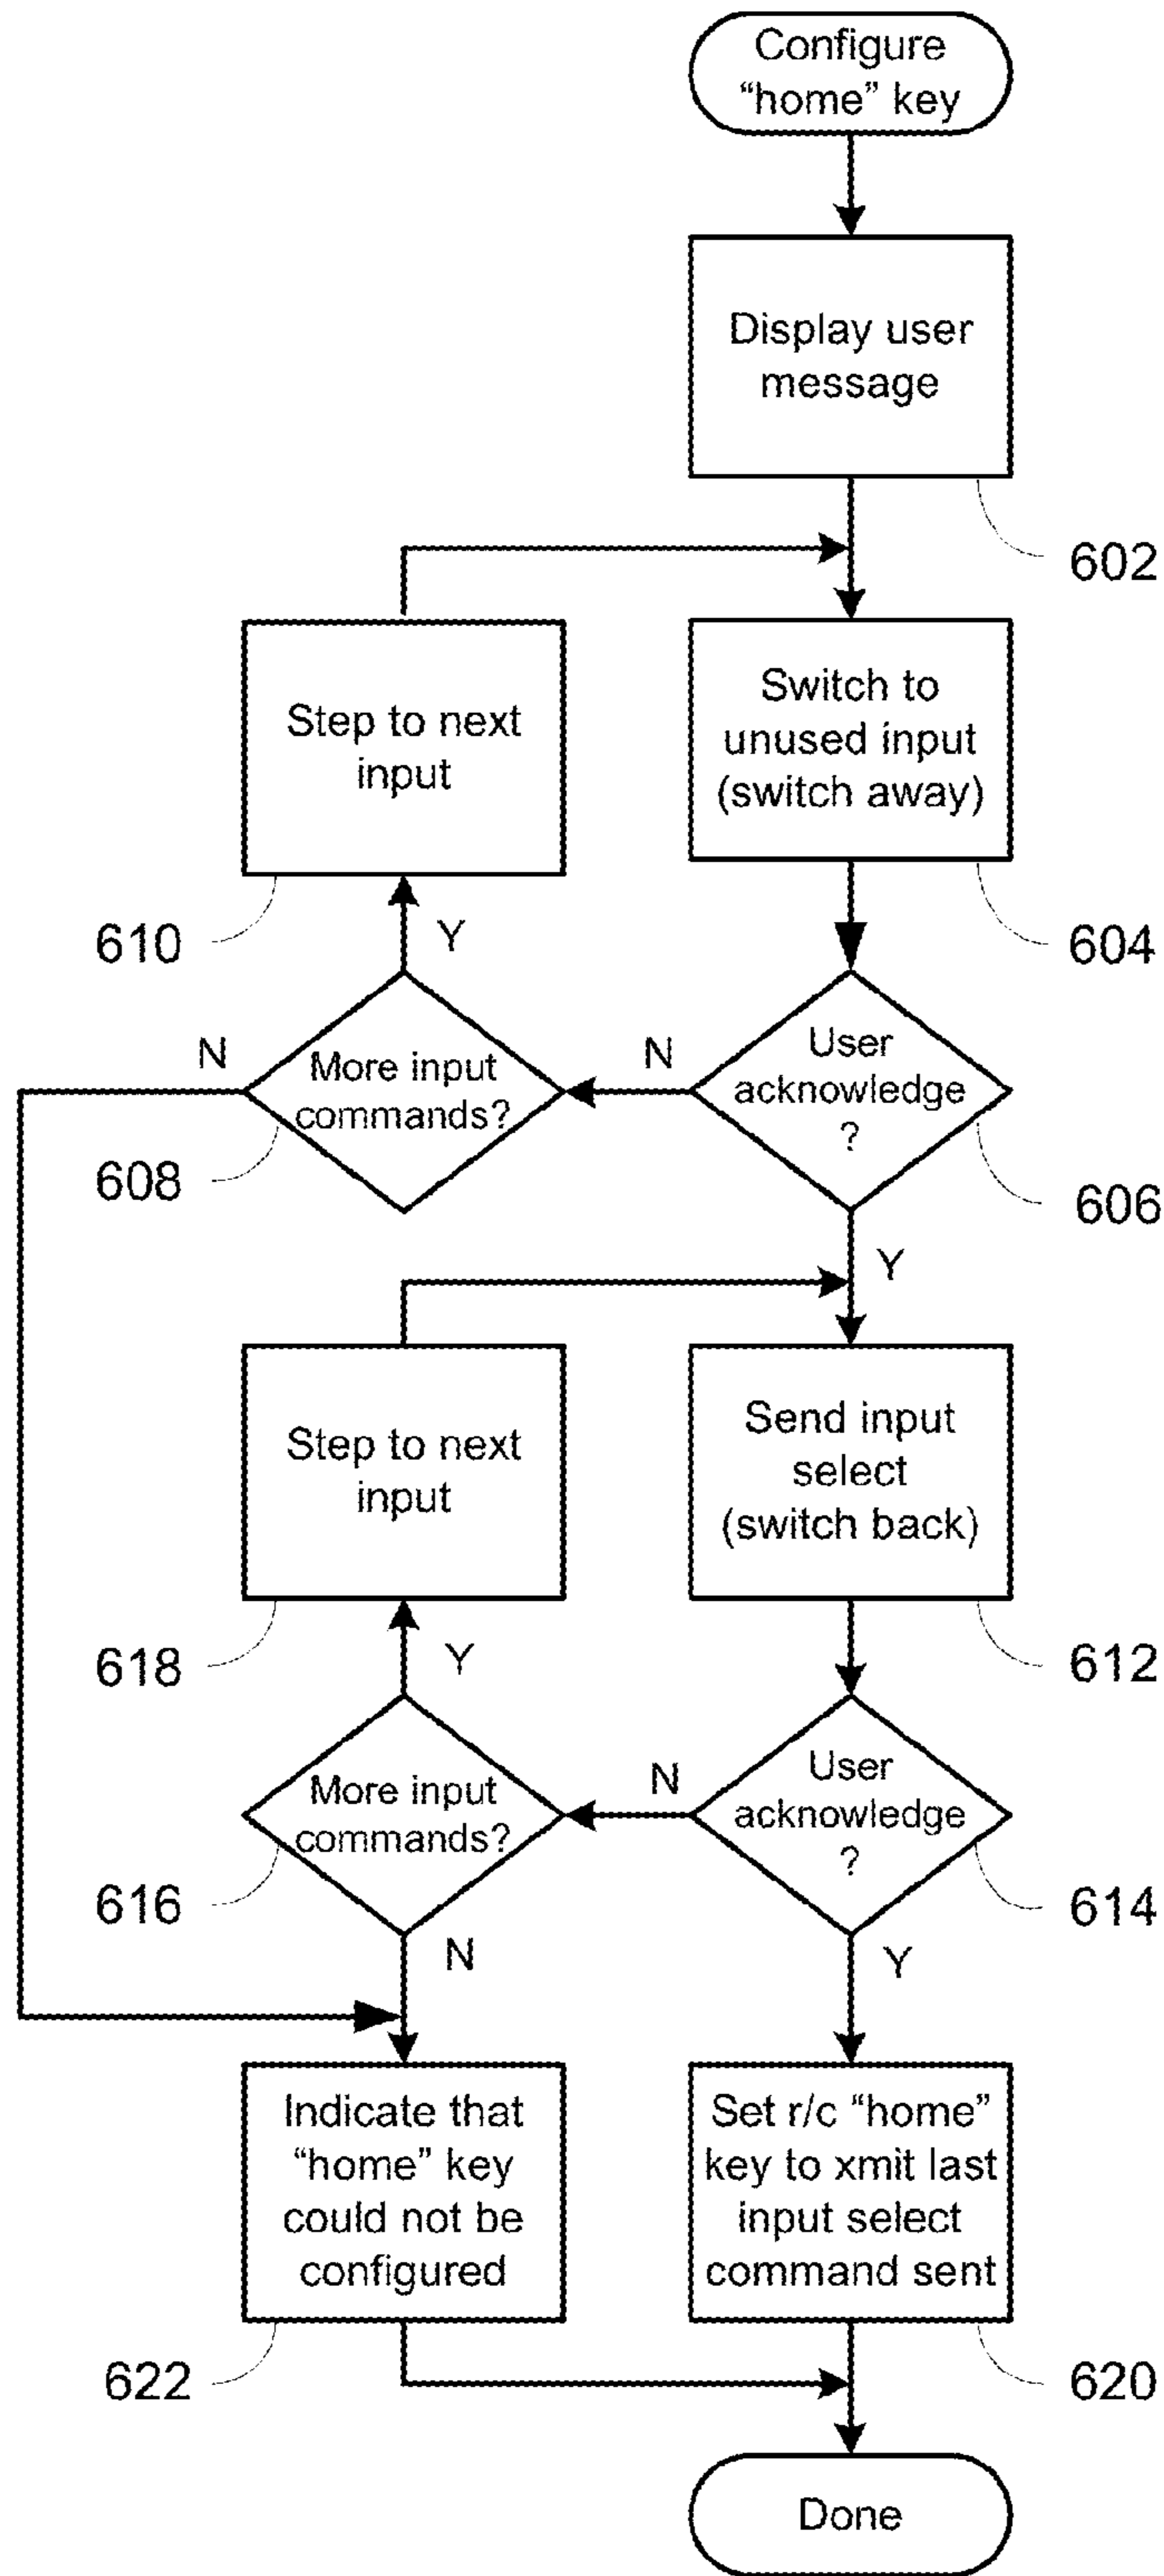 Configure
“home” key
Display user
message
602
Step to next
input
Switch to
unused input
(switch away)
610
Y
604
N
More input
commands?
N
User
acknowledge
?
608
606
Y
Step to next
input
Send input
select
(switch back)
618
Y
612
More input
commands?
N
User
acknowledge
?
616
614
N
Y
Indicate that
“home” key
could not be
configured
Set r/c “home”
key to xmit last
input select
command sent
622
620
Done